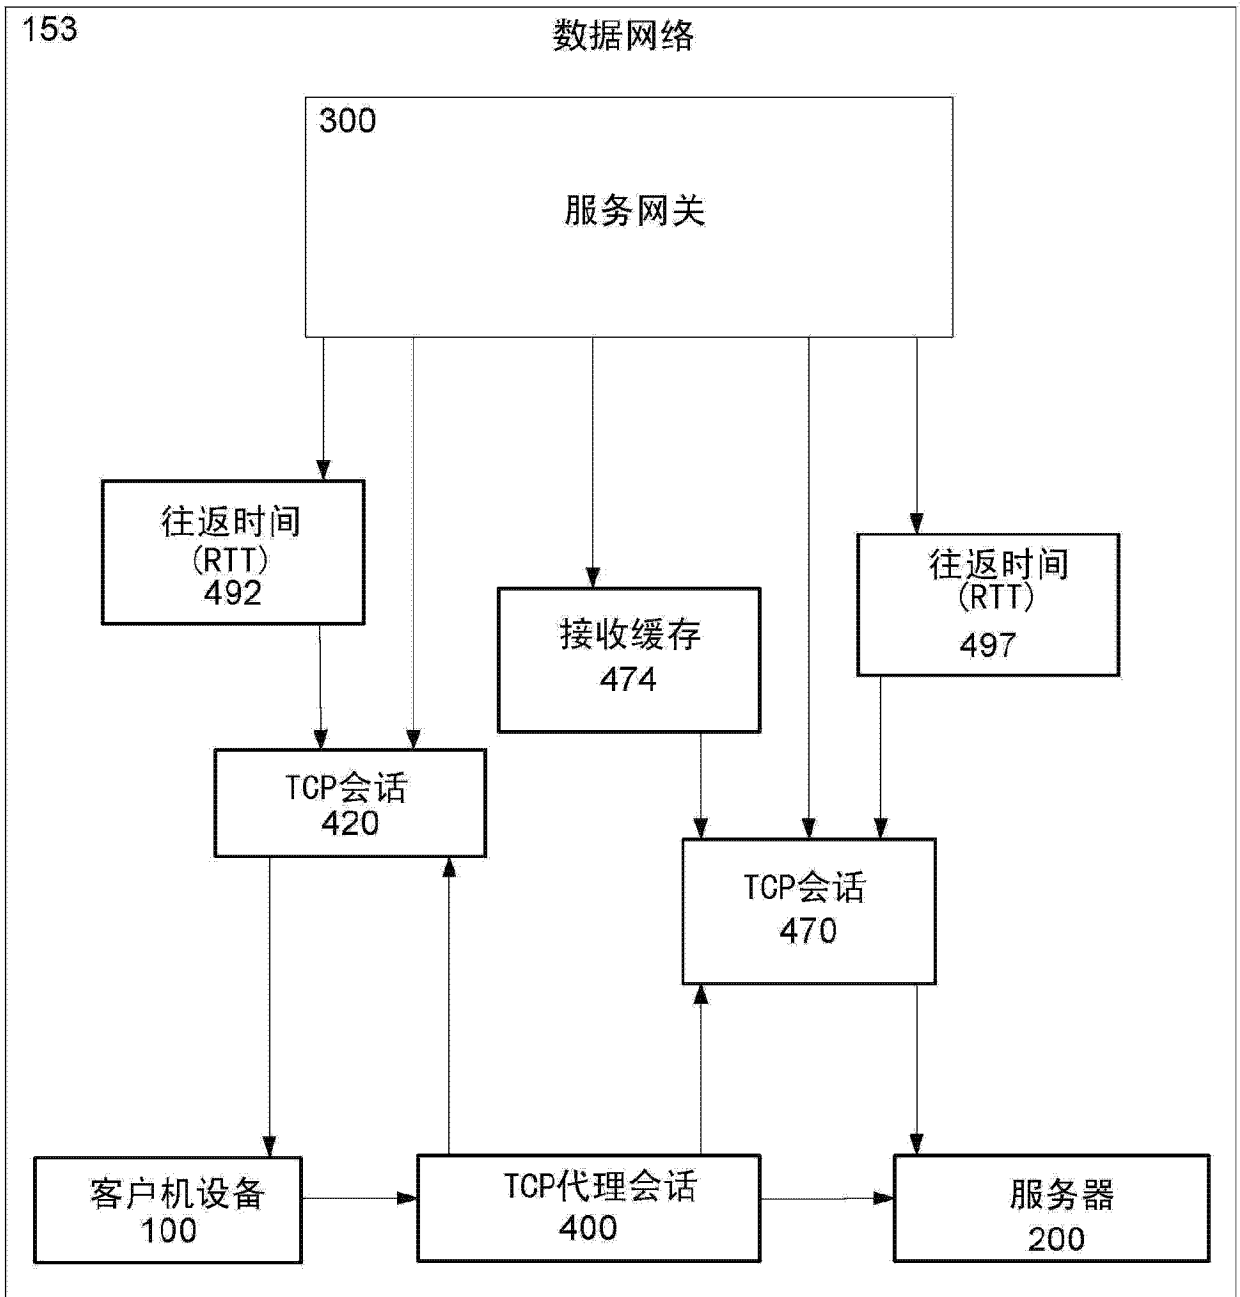 153
数据网络
300
服务网关
往返时间
(RTT)
492
往返时间
(RTT)
497
接收缓存
474
TCP会话
420
TCP会话
470
客户机设备
100
TCP代理会话
400
服务器
200